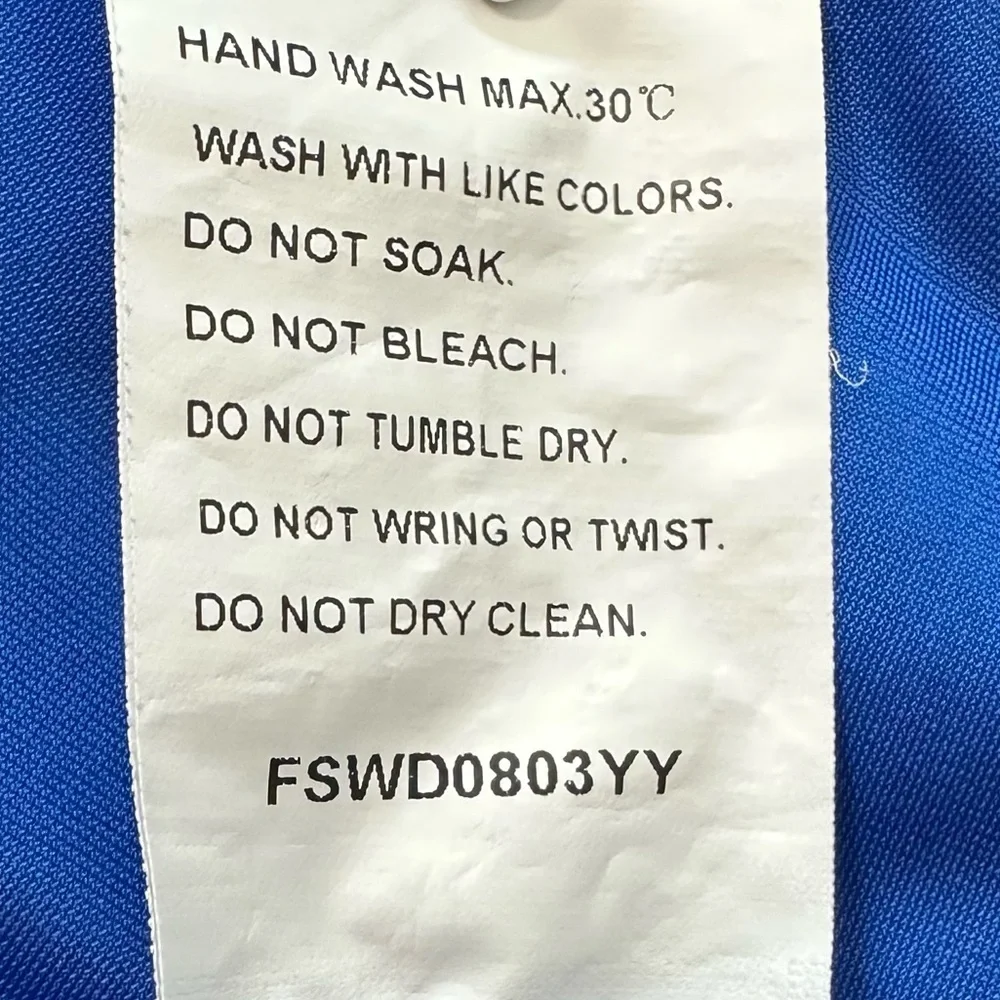 HAND WASH MAX.30℃
WASH WITH LIKE COLORS.
DO NOT SOAK.
DO NOT BLEACH.
DO NOT TUMBLE DRY.
DO NOT WRING OR TWIST.
DO NOT DRY CLEAN.
FSWD0803YY